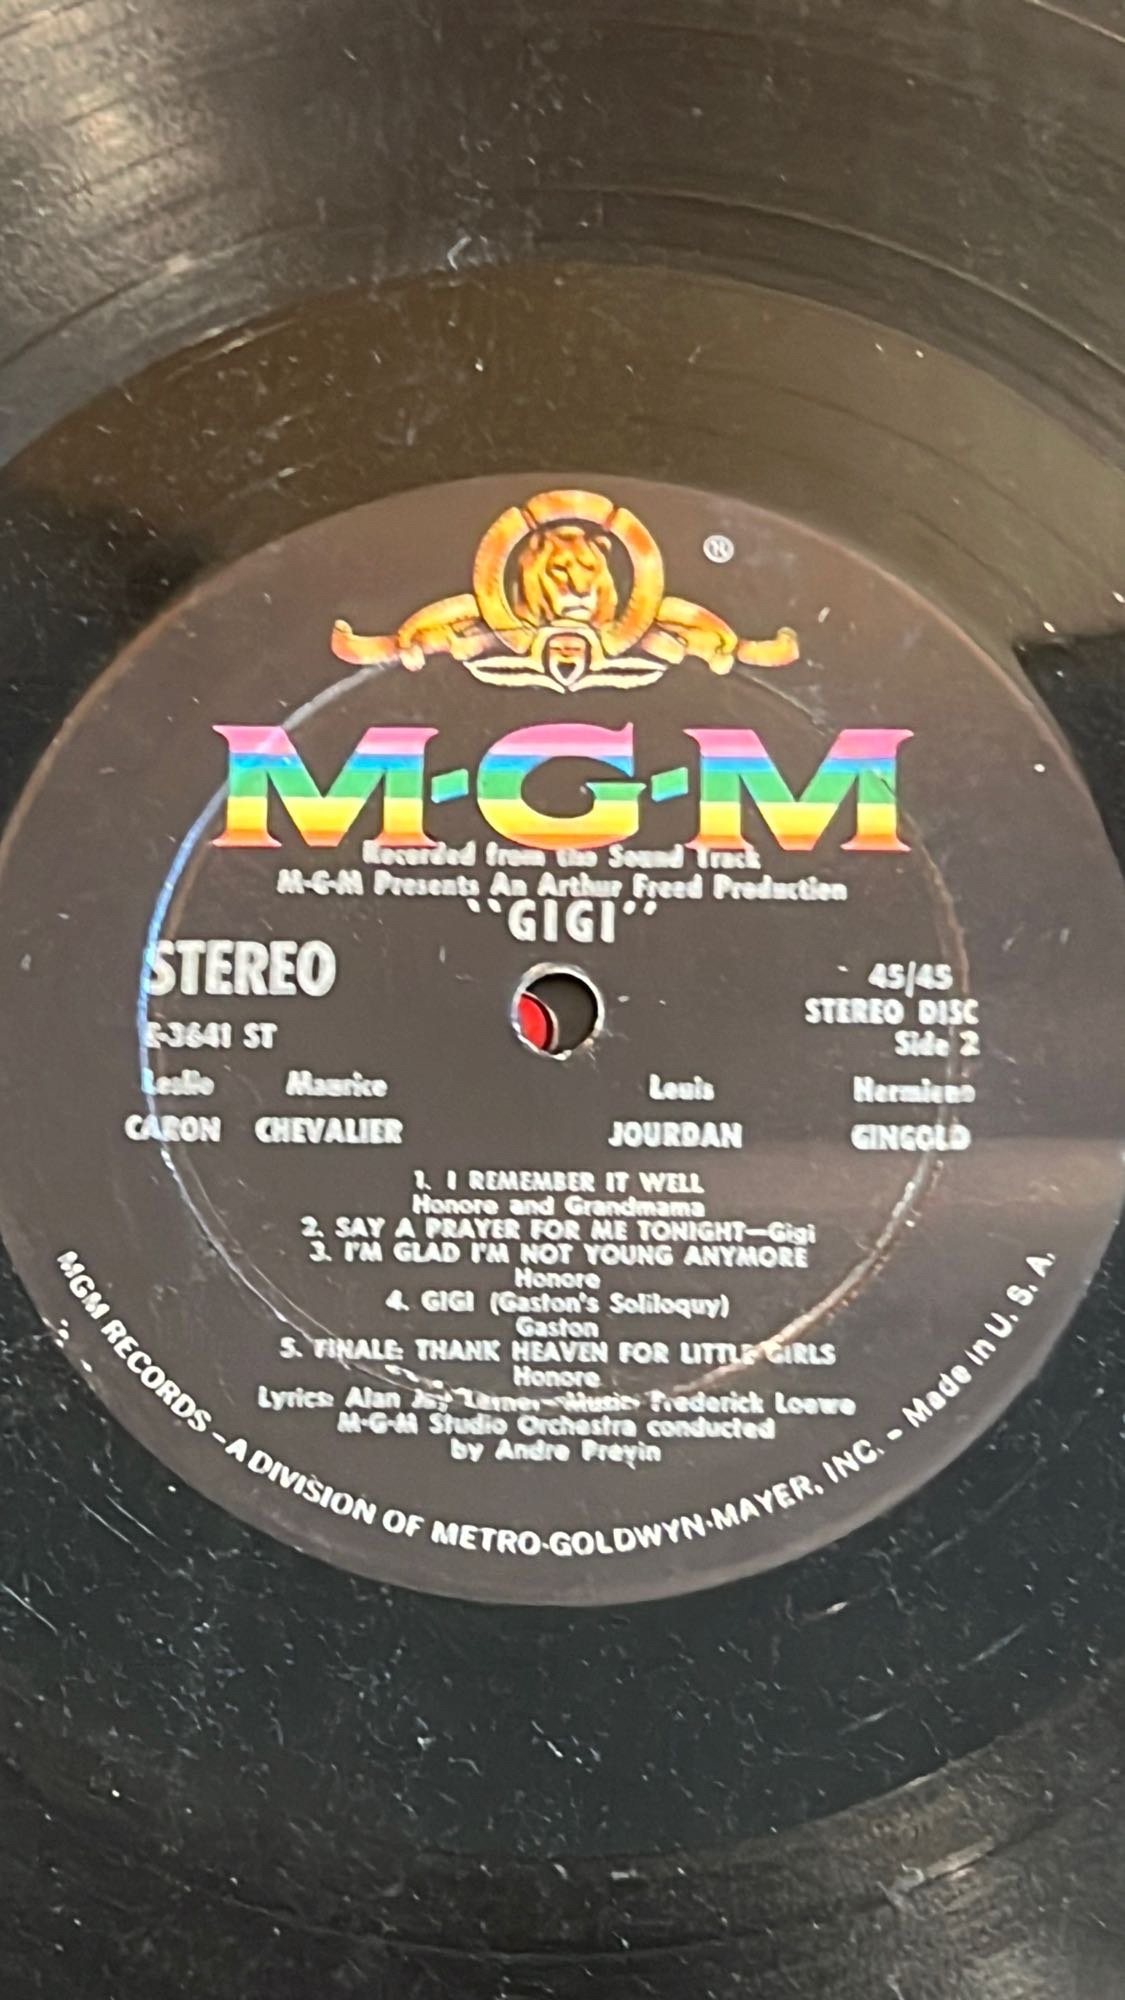 ®
M-G-M
Recorded from the Sound Track
M-G-M Presents An Arthur Freed Production
"GIGI"
STEREO
45/45
E-3641 ST
STEREO DISC
Side 2
Leslie Maurice Louis Hermione
CARON CHEVALIER JOURDAN GINGOLD
1. I REMEMBER IT WELL
Honore and Grandmama
2. SAY A PRAYER FOR ME TONIGHT—Gigi
3. I'M GLAD I'M NOT YOUNG ANYMORE
Honore
4. GIGI (Gaston's Soliloquy)
Gaston
5. FINALE: THANK HEAVEN FOR LITTLE GIRLS
Honore
Lyrics: Alan Jay Lerner—Music: Frederick Loewe
M-G-M Studio Orchestra conducted
by Andre Previn
MGM RECORDS - A DIVISION OF METRO-GOLDWYN-MAYER, INC. - Made in U. S. A.